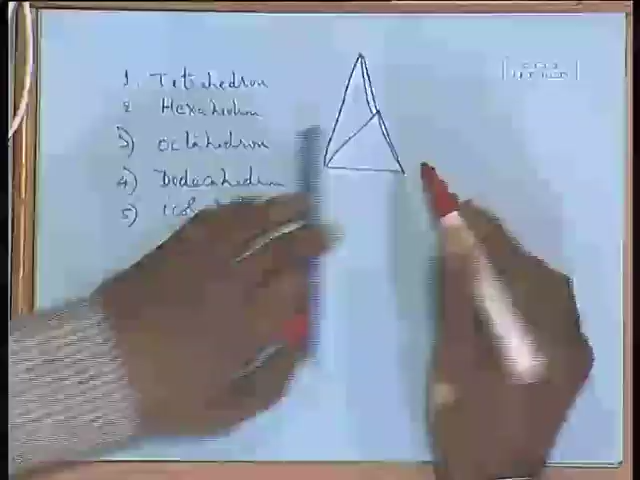 1. Tetrahedron
2 Hexahedron
3) Octahedron
4) Dodecahedron
5)